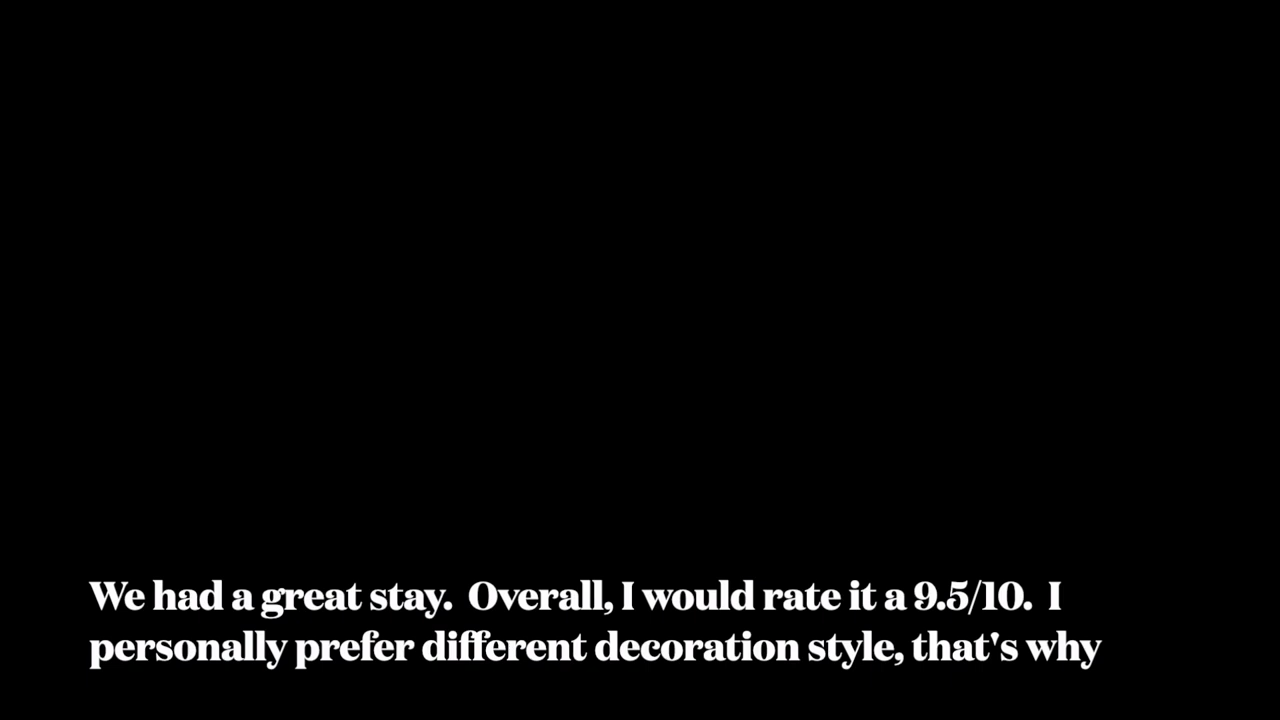 We had a great stay.  Overall, I would rate it a 9.5/10.  I
personally prefer different decoration style, that's why